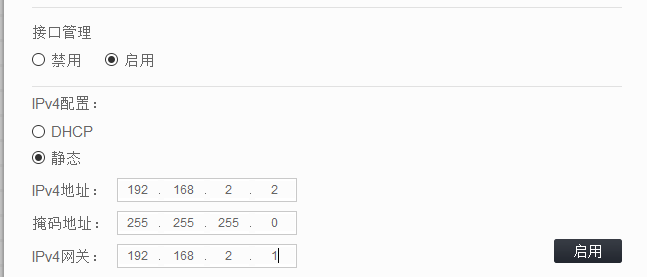 接口管理
禁用 启用
IPv4配置：
DHCP
静态
IPv4地址： 192 . 168 . 2 . 2
掩码地址： 255 . 255 . 255 . 0
IPv4网关： 192 . 168 . 2 . 1
启用